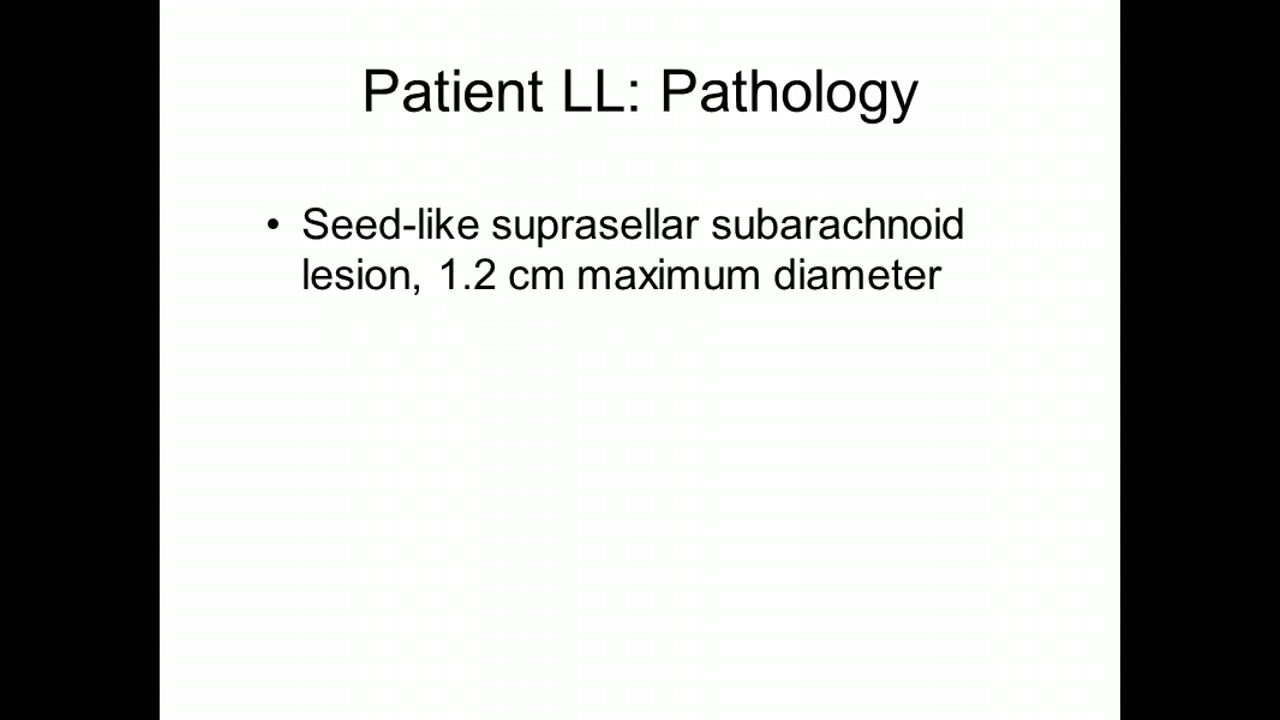 Patient LL: Pathology
• Seed-like suprasellar subarachnoid
lesion, 1.2 cm maximum diameter